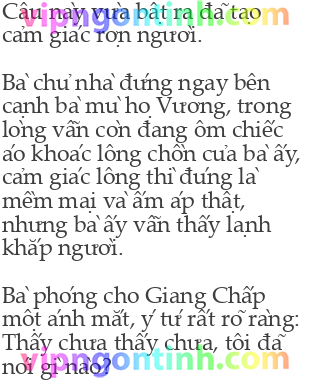 Câu này vừa bật ra đã tạo
vipngontinh.com
cảm giác rợn người.
Bà chủ nhà đứng ngay bên
cạnh bà mù họ Vương, trong
lòng vẫn còn đang ôm chiếc
áo khoác lông chồn của bà ấy,
cảm giác lông thì đúng là
mềm mại và ấm áp thật,
nhưng bà ấy vẫn thấy lạnh
khắp người.
Bà phóng cho Giang Chấp
một ánh mắt, ý tứ rất rõ ràng:
Thấy chưa thấy chưa, tôi đã
nói gì nào?
vipngontinh.com